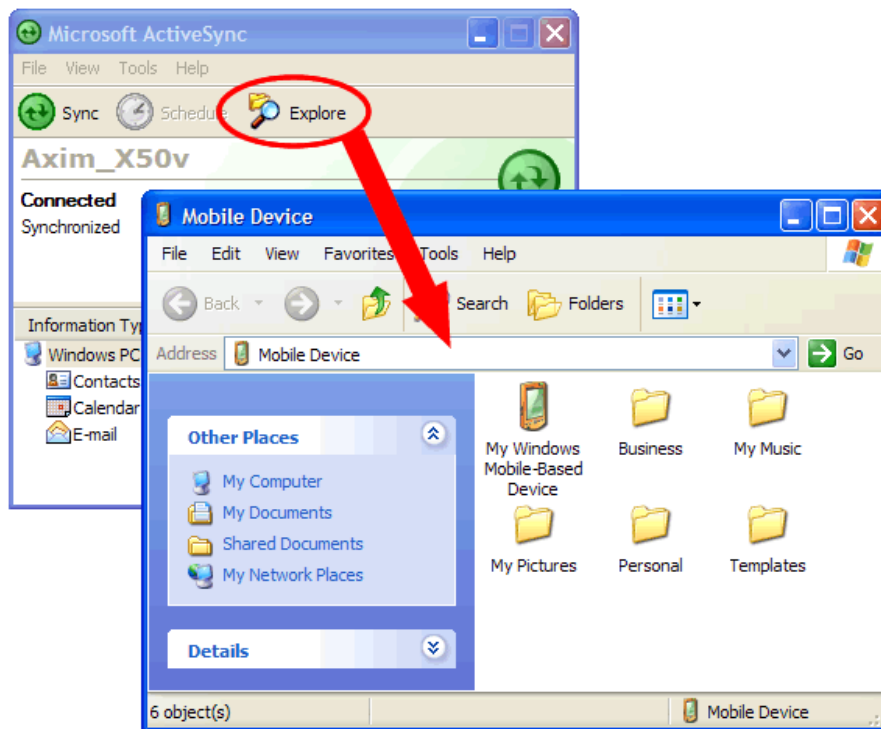 Microsoft ActiveSync
File View Tools Help
Sync Schedule Explore
Axim_X50v
Connected
Synchronized
Information Ty
Windows PC
Contacts
Calendar
E-mail
Mobile Device
File Edit View Favorites Tools Help
Back Search Folders
Address Mobile Device Go
Other Places
My Computer
My Documents
Shared Documents
My Network Places
Details
My Windows
Mobile-Based
Device
Business
My Music
My Pictures
Personal
Templates
6 object(s)
Mobile Device